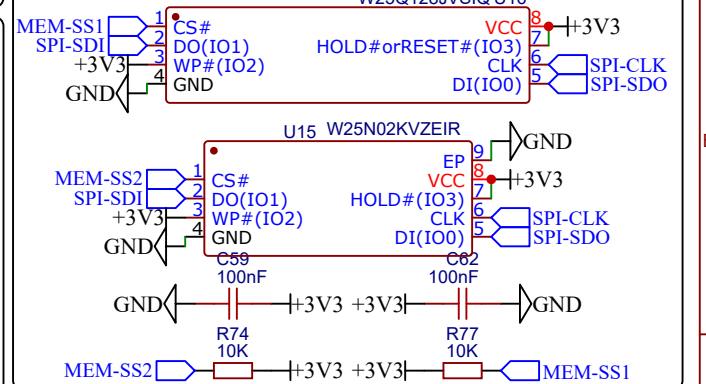 W25Q128JVSIQ U16
MEM-SS1 1 CS# VCC 8 +3V3
SPI-SDI 2 DO(IO1) HOLD#orRESET#(IO3) 7
+3V3 3 WP#(IO2) CLK 6 SPI-CLK
GND 4 GND DI(IO0) 5 SPI-SDO
U15 W25N02KVZEIR
EP 9 GND
MEM-SS2 1 CS# VCC 8 +3V3
SPI-SDI 2 DO(IO1) HOLD#(IO3) 7
+3V3 3 WP#(IO2) CLK 6 SPI-CLK
GND 4 GND DI(IO0) 5 SPI-SDO
C59 C62
100nF 100nF
GND +3V3 +3V3 GND
R74 R77
10K 10K
MEM-SS2 +3V3 +3V3 MEM-SS1